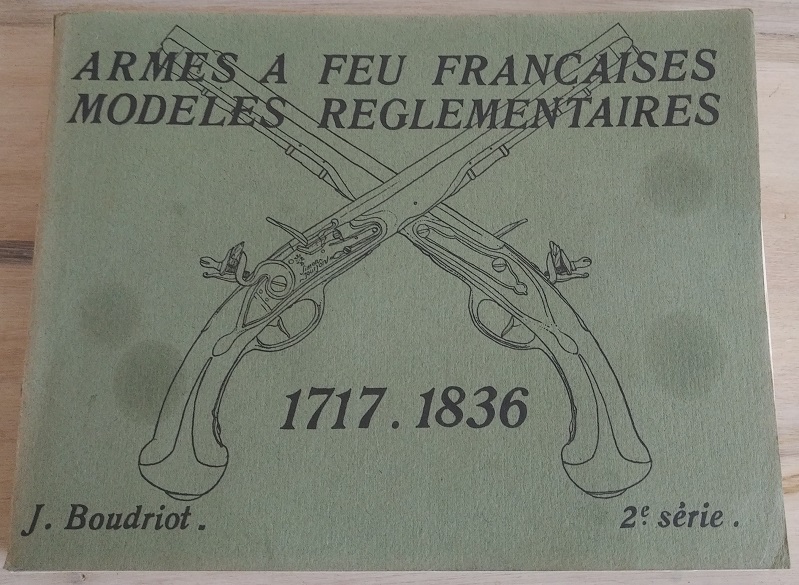 ARMES A FEU FRANCAISES
MODELES REGLEMENTAIRES
1717. 1836
J. Boudriot.
2e. série.